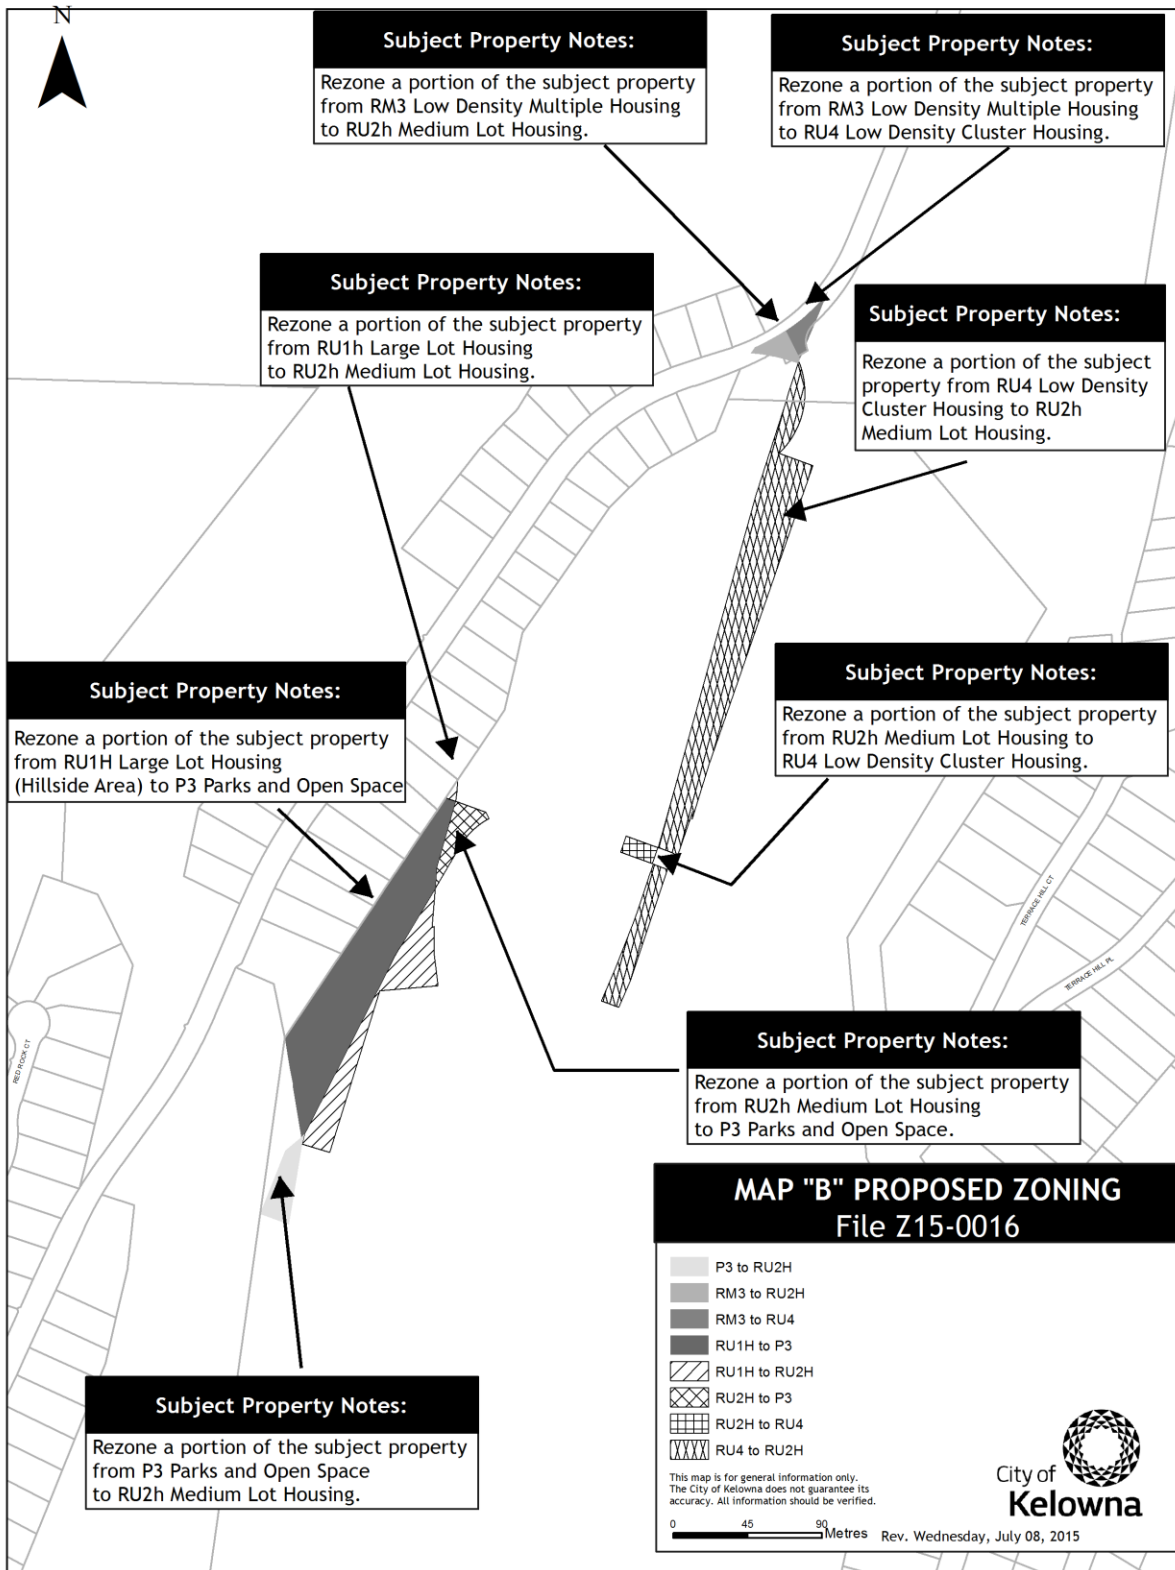 N
Subject Property Notes:
Rezone a portion of the subject property
from RM3 Low Density Multiple Housing
to RU2h Medium Lot Housing.
Subject Property Notes:
Rezone a portion of the subject property
from RM3 Low Density Multiple Housing
to RU4 Low Density Cluster Housing.
Subject Property Notes:
Rezone a portion of the subject property
from RU1h Large Lot Housing
to RU2h Medium Lot Housing.
Subject Property Notes:
Rezone a portion of the subject
property from RU4 Low Density
Cluster Housing to RU2h
Medium Lot Housing.
Subject Property Notes:
Rezone a portion of the subject property
from RU1H Large Lot Housing
(Hillside Area) to P3 Parks and Open Space
Subject Property Notes:
Rezone a portion of the subject property
from RU2h Medium Lot Housing to
RU4 Low Density Cluster Housing.
TERRACE HILL CT
TERRACE HILL PL
RED ROCK CT
Subject Property Notes:
Rezone a portion of the subject property
from RU2h Medium Lot Housing
to P3 Parks and Open Space.
Subject Property Notes:
Rezone a portion of the subject property
from P3 Parks and Open Space
to RU2h Medium Lot Housing.
MAP "B" PROPOSED ZONING
File Z15-0016
P3 to RU2H
RM3 to RU2H
RM3 to RU4
RU1H to P3
RU1H to RU2H
RU2H to P3
RU2H to RU4
RU4 to RU2H
This map is for general information only.
The City of Kelowna does not guarantee its
accuracy. All information should be verified.
0 45 90
Metres
Rev. Wednesday, July 08, 2015
City of
Kelowna